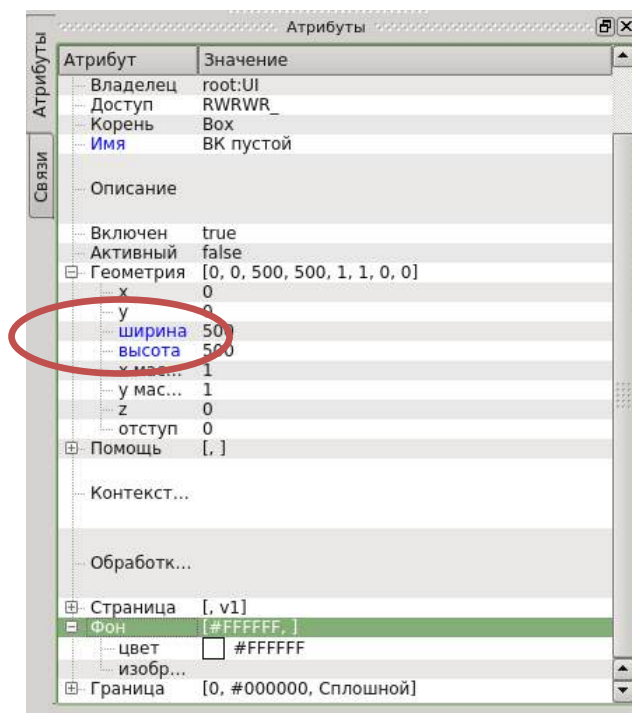 Атрибуты
Атрибуты
Связи
Атрибут Значение
Владелец root:UI
Доступ RWRWR_
Корень Box
Имя ВК пустой
Описание
Включен true
Активный false
Геометрия [0, 0, 500, 500, 1, 1, 0, 0]
x 0
y 0
ширина 500
высота 500
x мас... 1
y мас... 1
z 0
отступ 0
Помощь [, ]
Контекст...
Обработк...
Страница [, v1]
Фон [#FFFFFF, ]
цвет #FFFFFF
изобр...
Граница [0, #000000, Сплошной]